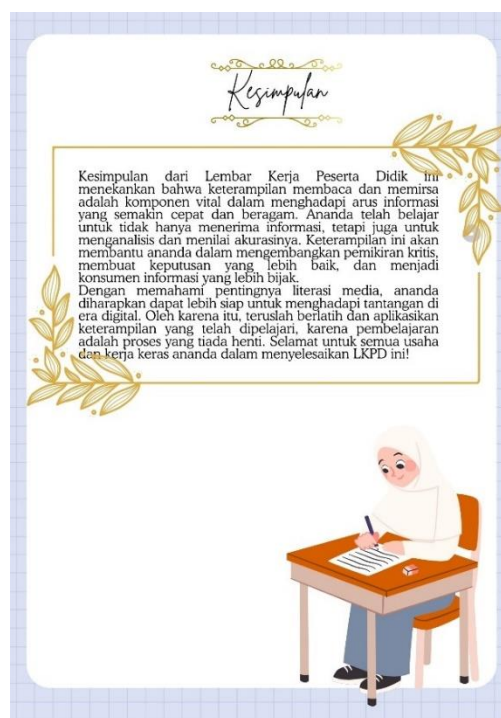 Kesimpulan
Kesimpulan dari Lembar Kerja Peserta Didik ini
menekankan bahwa keterampilan membaca dan memirsa
adalah komponen vital dalam menghadapi arus informasi
yang semakin cepat dan beragam. Ananda telah belajar
untuk tidak hanya menerima informasi, tetapi juga untuk
menganalisis dan menilai akurasinya. Keterampilan ini akan
membantu ananda dalam mengembangkan pemikiran kritis,
membuat keputusan yang lebih baik, dan menjadi
konsumen informasi yang lebih bijak.
Dengan memahami pentingnya literasi media, ananda
diharapkan dapat lebih siap untuk menghadapi tantangan di
era digital. Oleh karena itu, teruslah berlatih dan aplikasikan
keterampilan yang telah dipelajari, karena pembelajaran
adalah proses yang tiada henti. Selamat untuk semua usaha
dan kerja keras ananda dalam menyelesaikan LKPD ini!